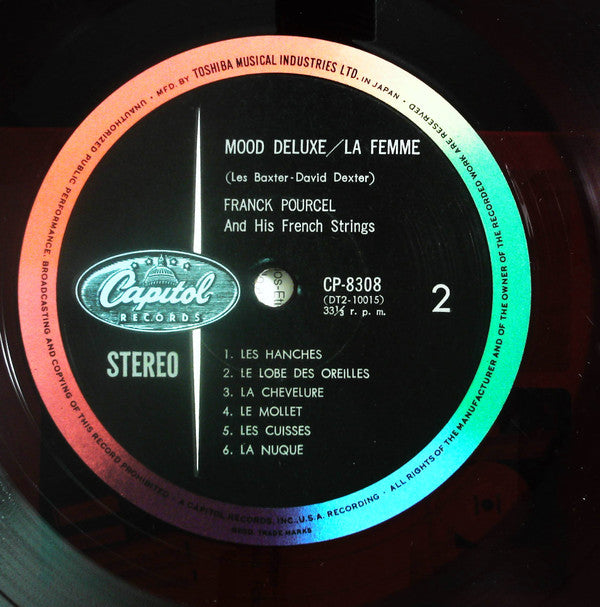 MFD. BY TOSHIBA MUSICAL INDUSTRIES LTD. IN JAPAN • ALL RIGHTS OF THE MANUFACTURER AND OF THE OWNER OF THE RECORDED WORK ARE RESERVED
UNAUTHORIZED PUBLIC PERFORMANCE, BROADCASTING AND COPYING OF THIS RECORD PROHIBITED • A CAPITOL RECORDS, INC., U.S.A. RECORDING •
TRADE MARKS
MOOD DELUXE/LA FEMME
(Les Baxter-David Dexter)
FRANCK POURCEL
And His French Strings
Capitol
RECORDS
CP-8308
(DT2-10015)
33⅓ r. p. m.
2
STEREO
1. LES HANCHES
2. LE LOBE DES OREILLES
3. LA CHEVELURE
4. LE MOLLET
5. LES CUISSES
6. LA NUQUE